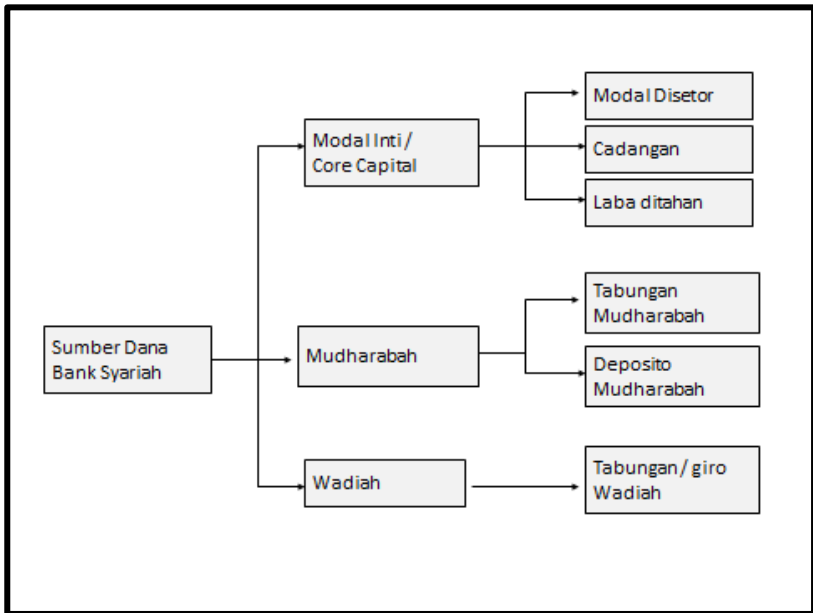 Sumber Dana
Bank Syariah
Modal Inti /
Core Capital
Modal Disetor
Cadangan
Laba ditahan
Mudharabah
Tabungan
Mudharabah
Deposito
Mudharabah
Wadiah
Tabungan / giro
Wadiah